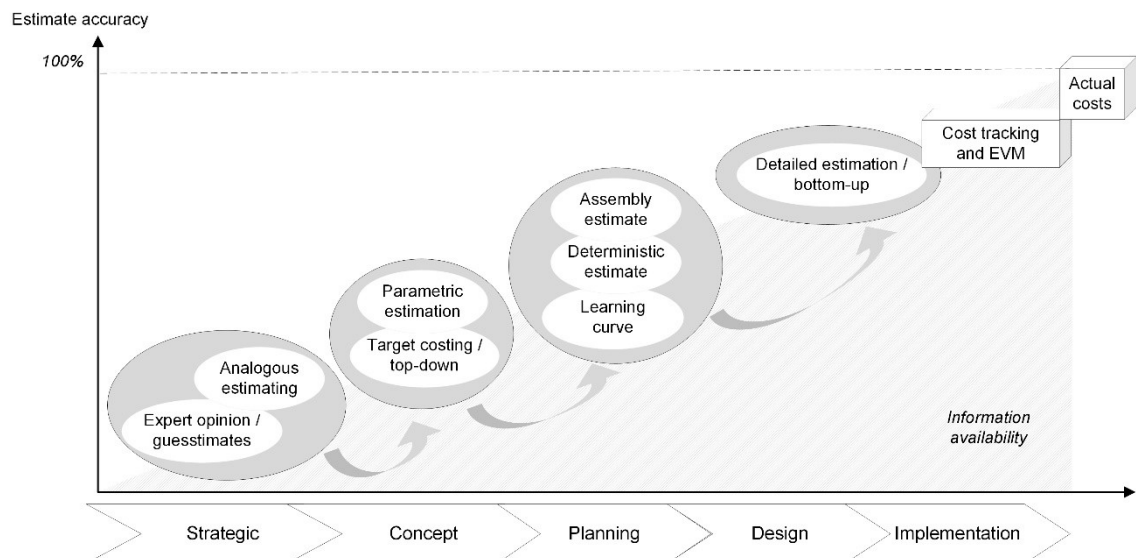 Estimate accuracy
100%
Actual
costs
Cost tracking
and EVM
Detailed estimation /
bottom-up
Assembly
estimate
Deterministic
estimate
Learning
curve
Parametric
estimation
Target costing /
top-down
Analogous
estimating
Expert opinion /
guesstimates
Information
availability
Strategic
Concept
Planning
Design
Implementation